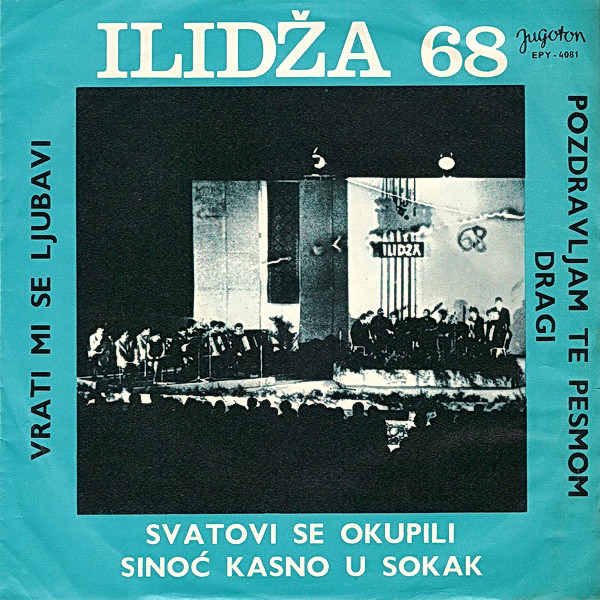 ILIDŽA 68
Jugoton
EPY - 4081
VRATI MI SE LJUBAVI
POZDRAVLJAM TE PESMOM
DRAGI
ILIDŽA
68
SVATOVI SE OKUPILI
SINOĆ KASNO U SOKAK